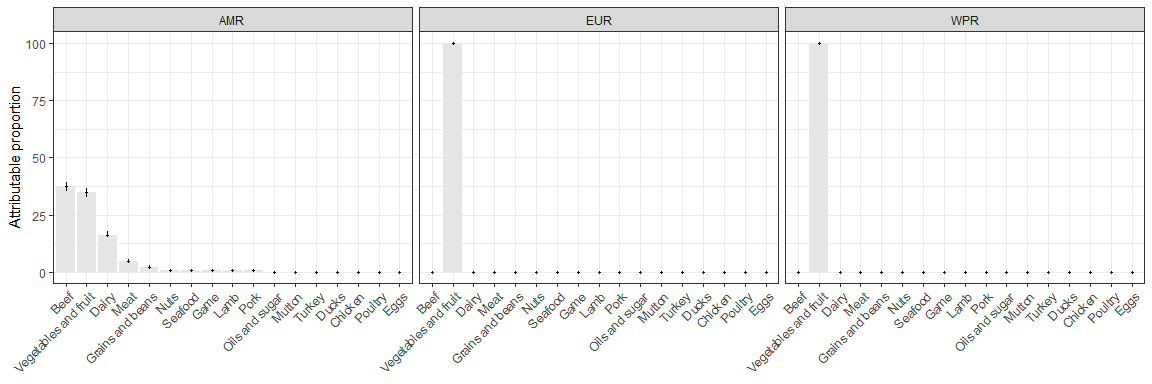 AMR EUR WPR
Attributable proportion
100
75
50
25
0
Beef Vegetables and fruit Dairy Meat Grains and beans Nuts Seafood Game Lamb Pork Oils and sugar Mutton Turkey Ducks Chicken Poultry Eggs
Beef Vegetables and fruit Dairy Meat Grains and beans Nuts Seafood Game Lamb Pork Oils and sugar Mutton Turkey Ducks Chicken Poultry Eggs
Beef Vegetables and fruit Dairy Meat Grains and beans Nuts Seafood Game Lamb Pork Oils and sugar Mutton Turkey Ducks Chicken Poultry Eggs